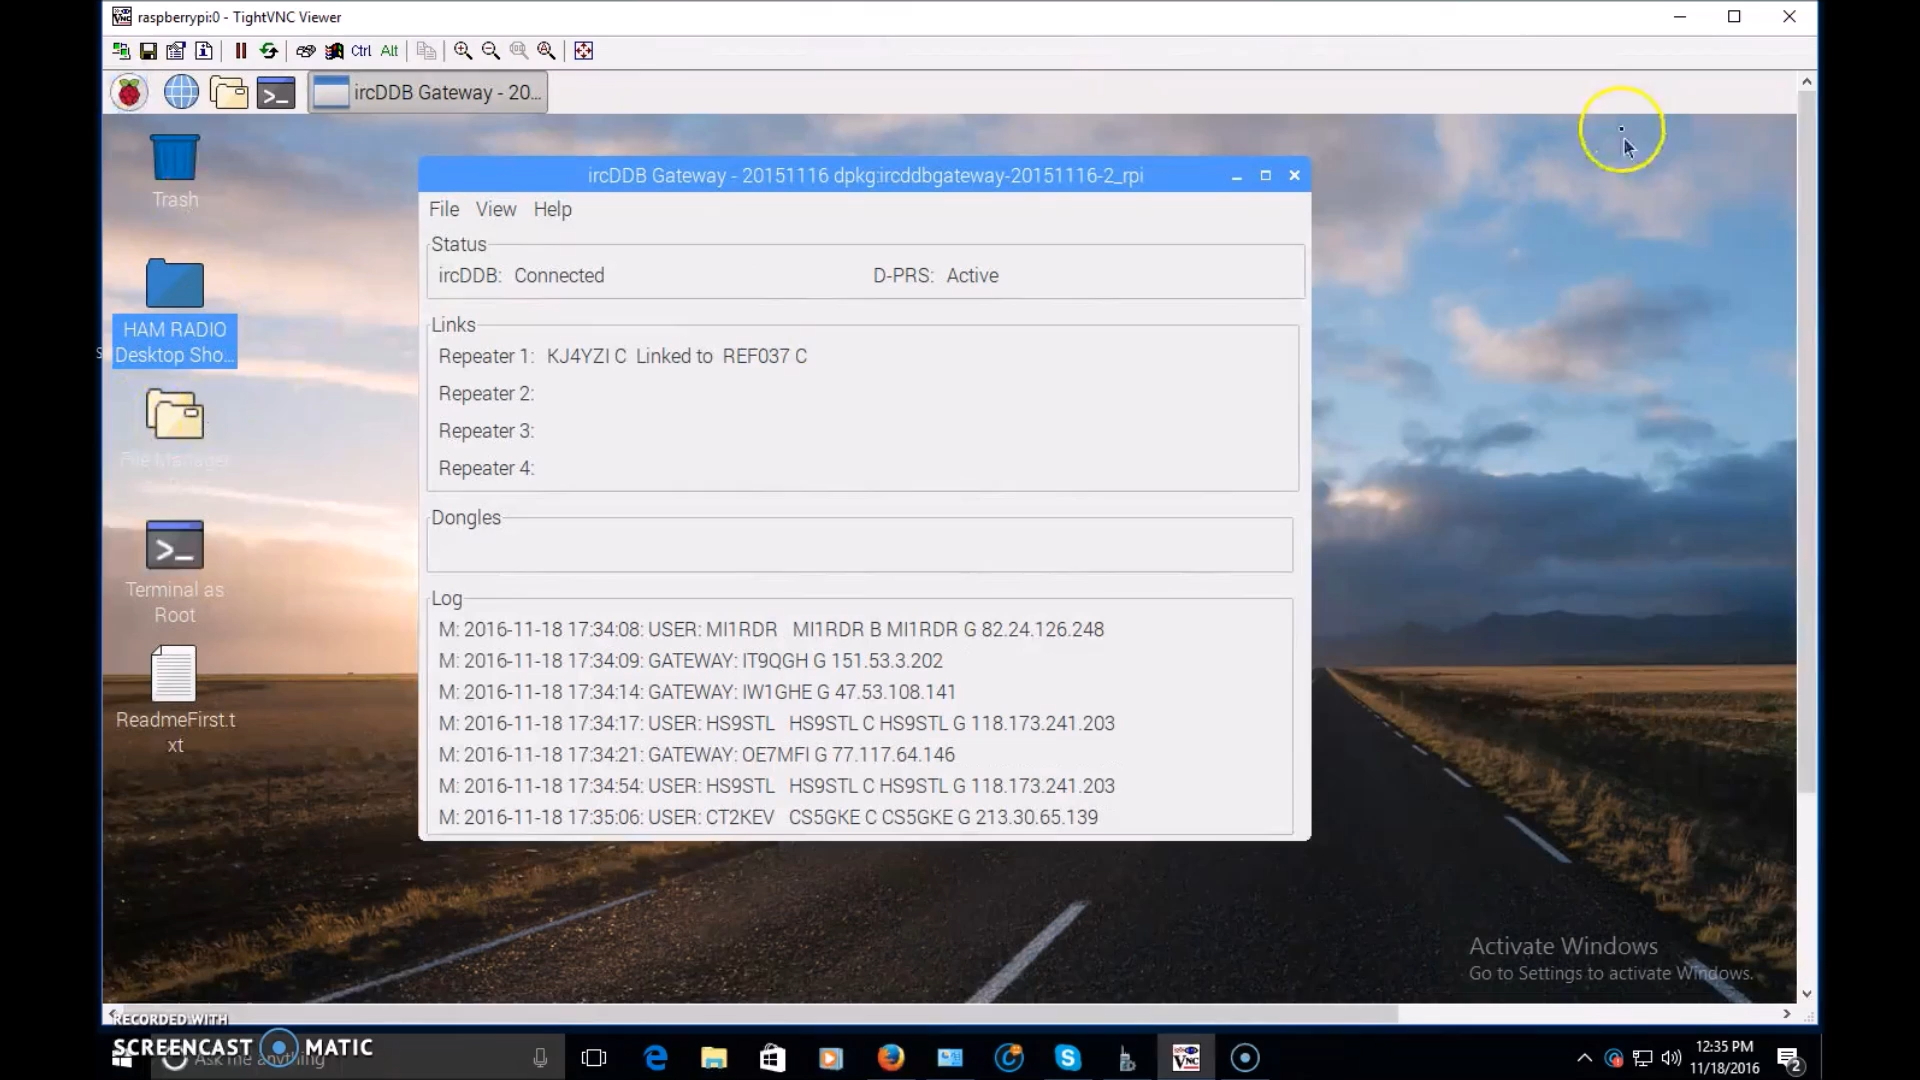 raspberrypi:0 - TightVNC Viewer
Ctrl Alt
ircDDB Gateway - 20...
Trash
HAM RADIO
Desktop Sho...
File Manager
Terminal as
Root
ReadmeFirst.t
xt
ircDDB Gateway - 20151116 dpkg:ircddbgateway-20151116-2_rpi
File View Help
Status
ircDDB: Connected D-PRS: Active
Links
Repeater 1: KJ4YZI C Linked to REF037 C
Repeater 2:
Repeater 3:
Repeater 4:
Dongles
Log
M: 2016-11-18 17:34:08: USER: MI1RDR MI1RDR B MI1RDR G 82.24.126.248
M: 2016-11-18 17:34:09: GATEWAY: IT9QGH G 151.53.3.202
M: 2016-11-18 17:34:14: GATEWAY: IW1GHE G 47.53.108.141
M: 2016-11-18 17:34:17: USER: HS9STL HS9STL C HS9STL G 118.173.241.203
M: 2016-11-18 17:34:21: GATEWAY: OE7MFI G 77.117.64.146
M: 2016-11-18 17:34:54: USER: HS9STL HS9STL C HS9STL G 118.173.241.203
M: 2016-11-18 17:35:06: USER: CT2KEV CS5GKE C CS5GKE G 213.30.65.139
Activate Windows
Go to Settings to activate Windows.
RECORDED WITH
SCREENCAST MATIC
Ask me anything
VNC
12:35 PM
11/18/2016
2